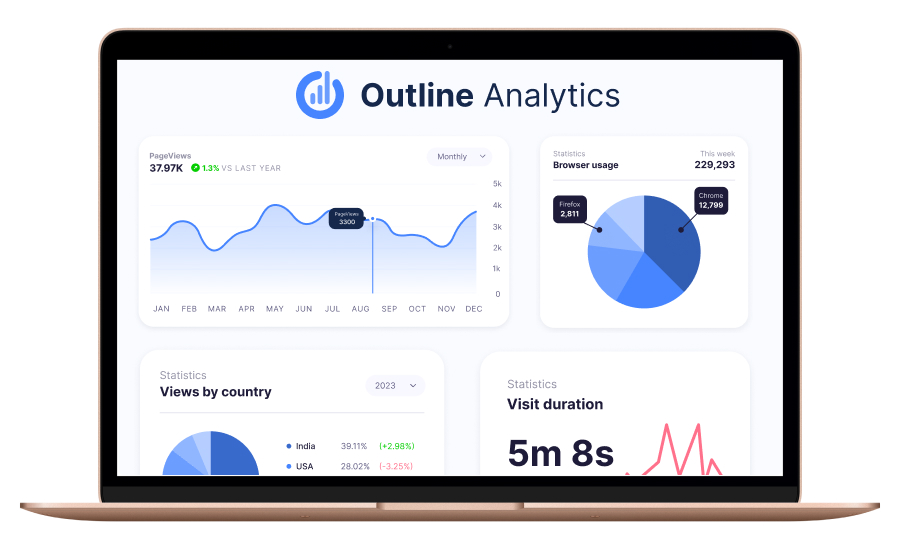 Outline Analytics
PageViews
37.97K 1.3% VS LAST YEAR
Monthly
5k
4k
3k
2k
1k
0
PageViews
3300
JAN FEB MAR APR MAY JUN JUL AUG SEP OCT NOV DEC
Statistics
Browser usage
This week
229,293
Firefox
2,811
Chrome
12,799
Statistics
Views by country
2023
India 39.11% (+2.98%)
USA 28.02% (-3.25%)
Statistics
Visit duration
5m 8s